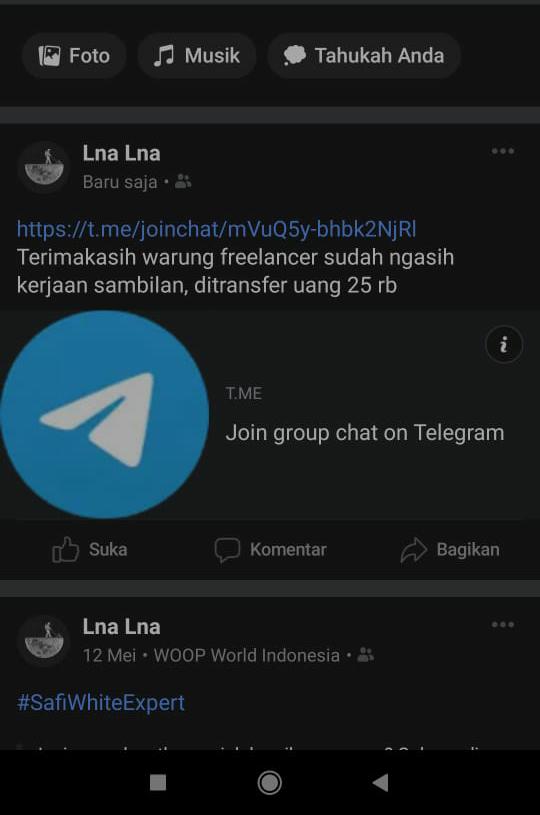 Foto
Musik
Tahukah Anda
Lna Lna
Baru saja •
https://t.me/joinchat/mVuQ5y-bhbk2NjRl
Terimakasih warung freelancer sudah ngasih
kerjaan sambilan, ditransfer uang 25 rb
i
T.ME
Join group chat on Telegram
Suka
Komentar
Bagikan
Lna Lna
12 Mei • WOOP World Indonesia •
#SafiWhiteExpert